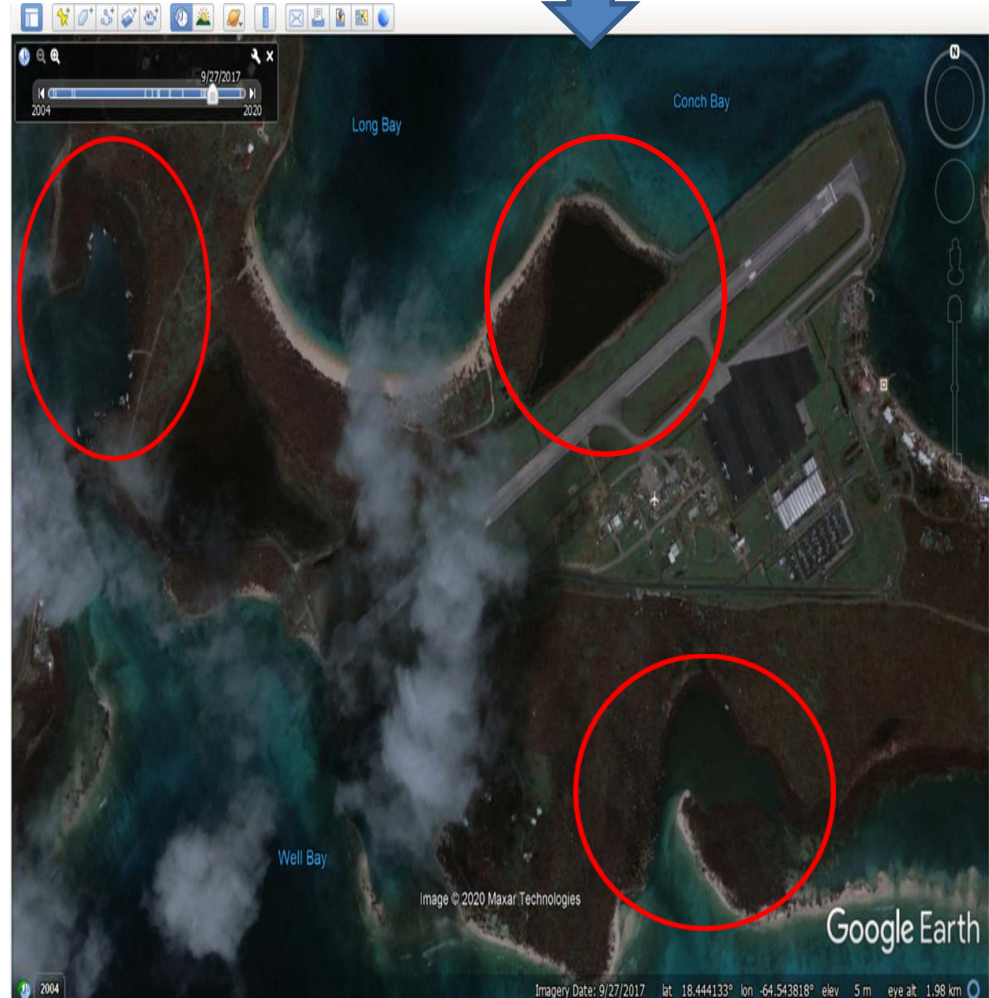 9/27/2017
2004
2020
N
Long Bay
Conch Bay
Well Bay
Image © 2020 Maxar Technologies
Google Earth
2004
Imagery Date: 9/27/2017 lat 18.444133° lon -64.543818° elev 5 m eye alt 1.98 km